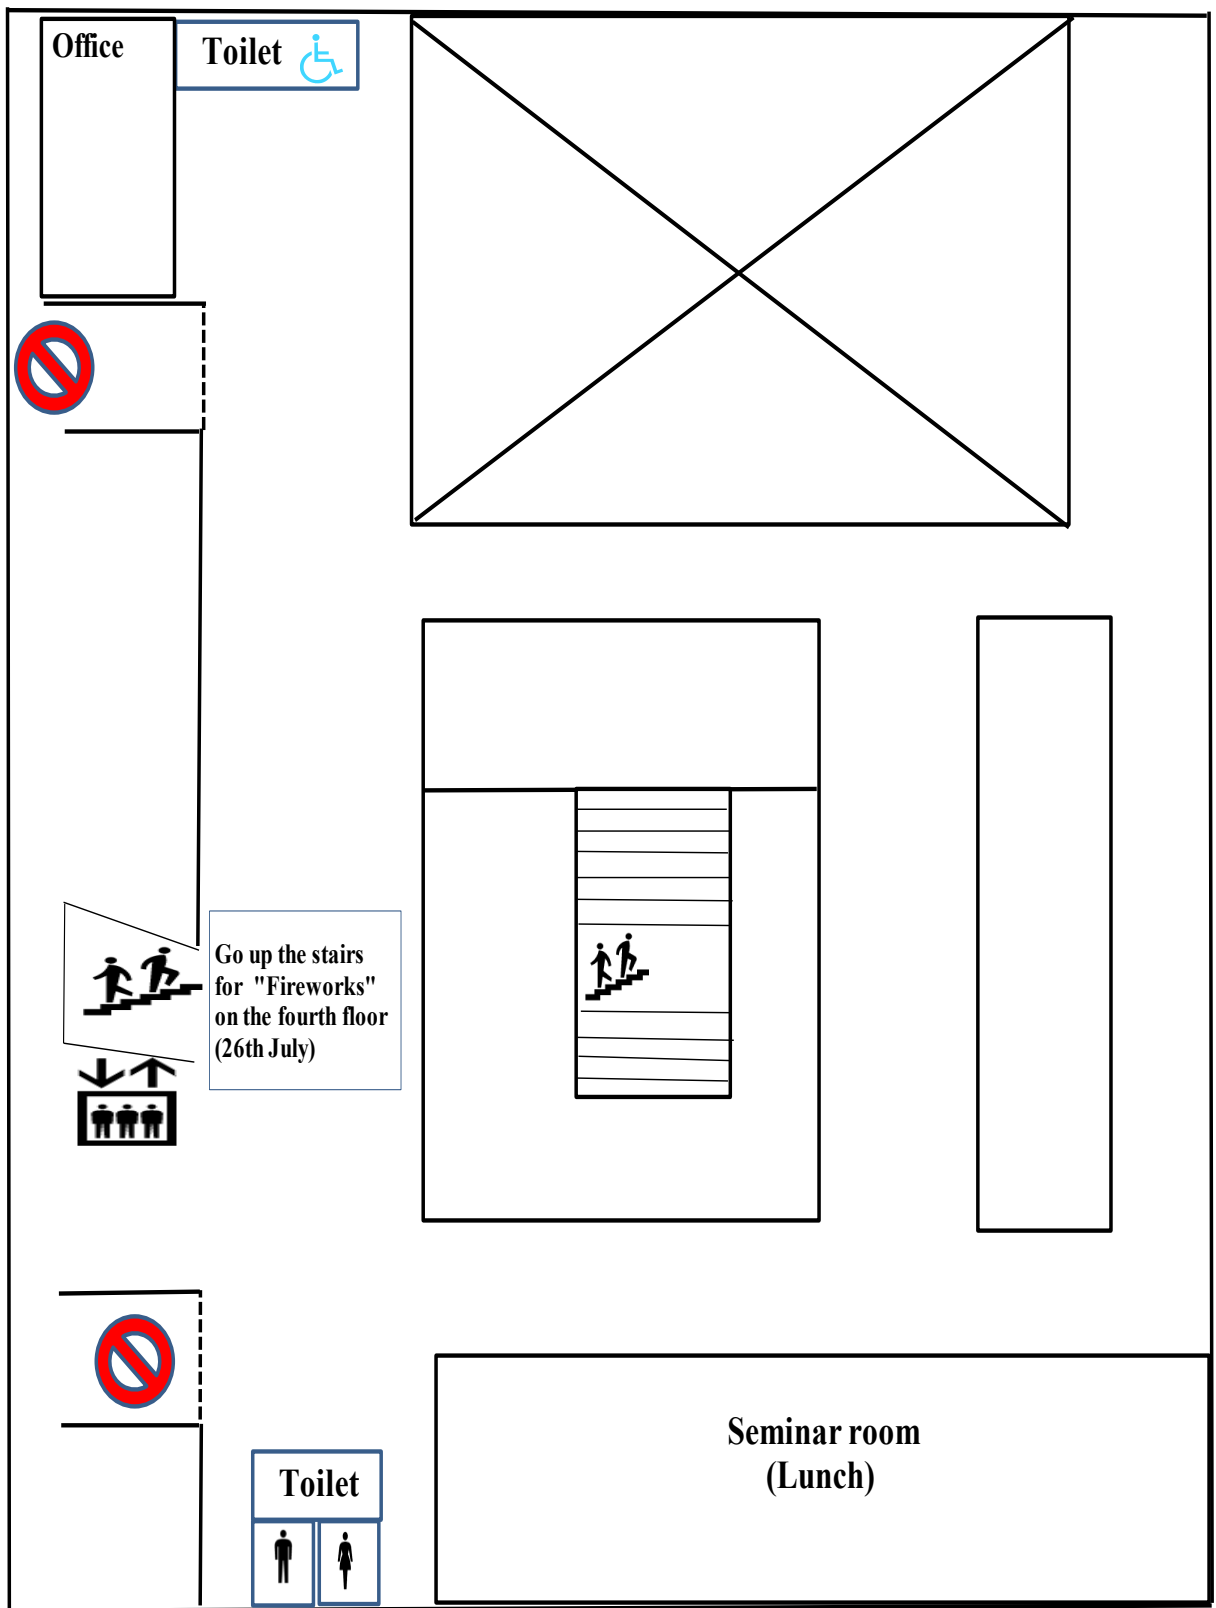 Office
Toilet
Go up the stairs
for "Fireworks"
on the fourth floor
(26th July)
Seminar room
(Lunch)
Toilet